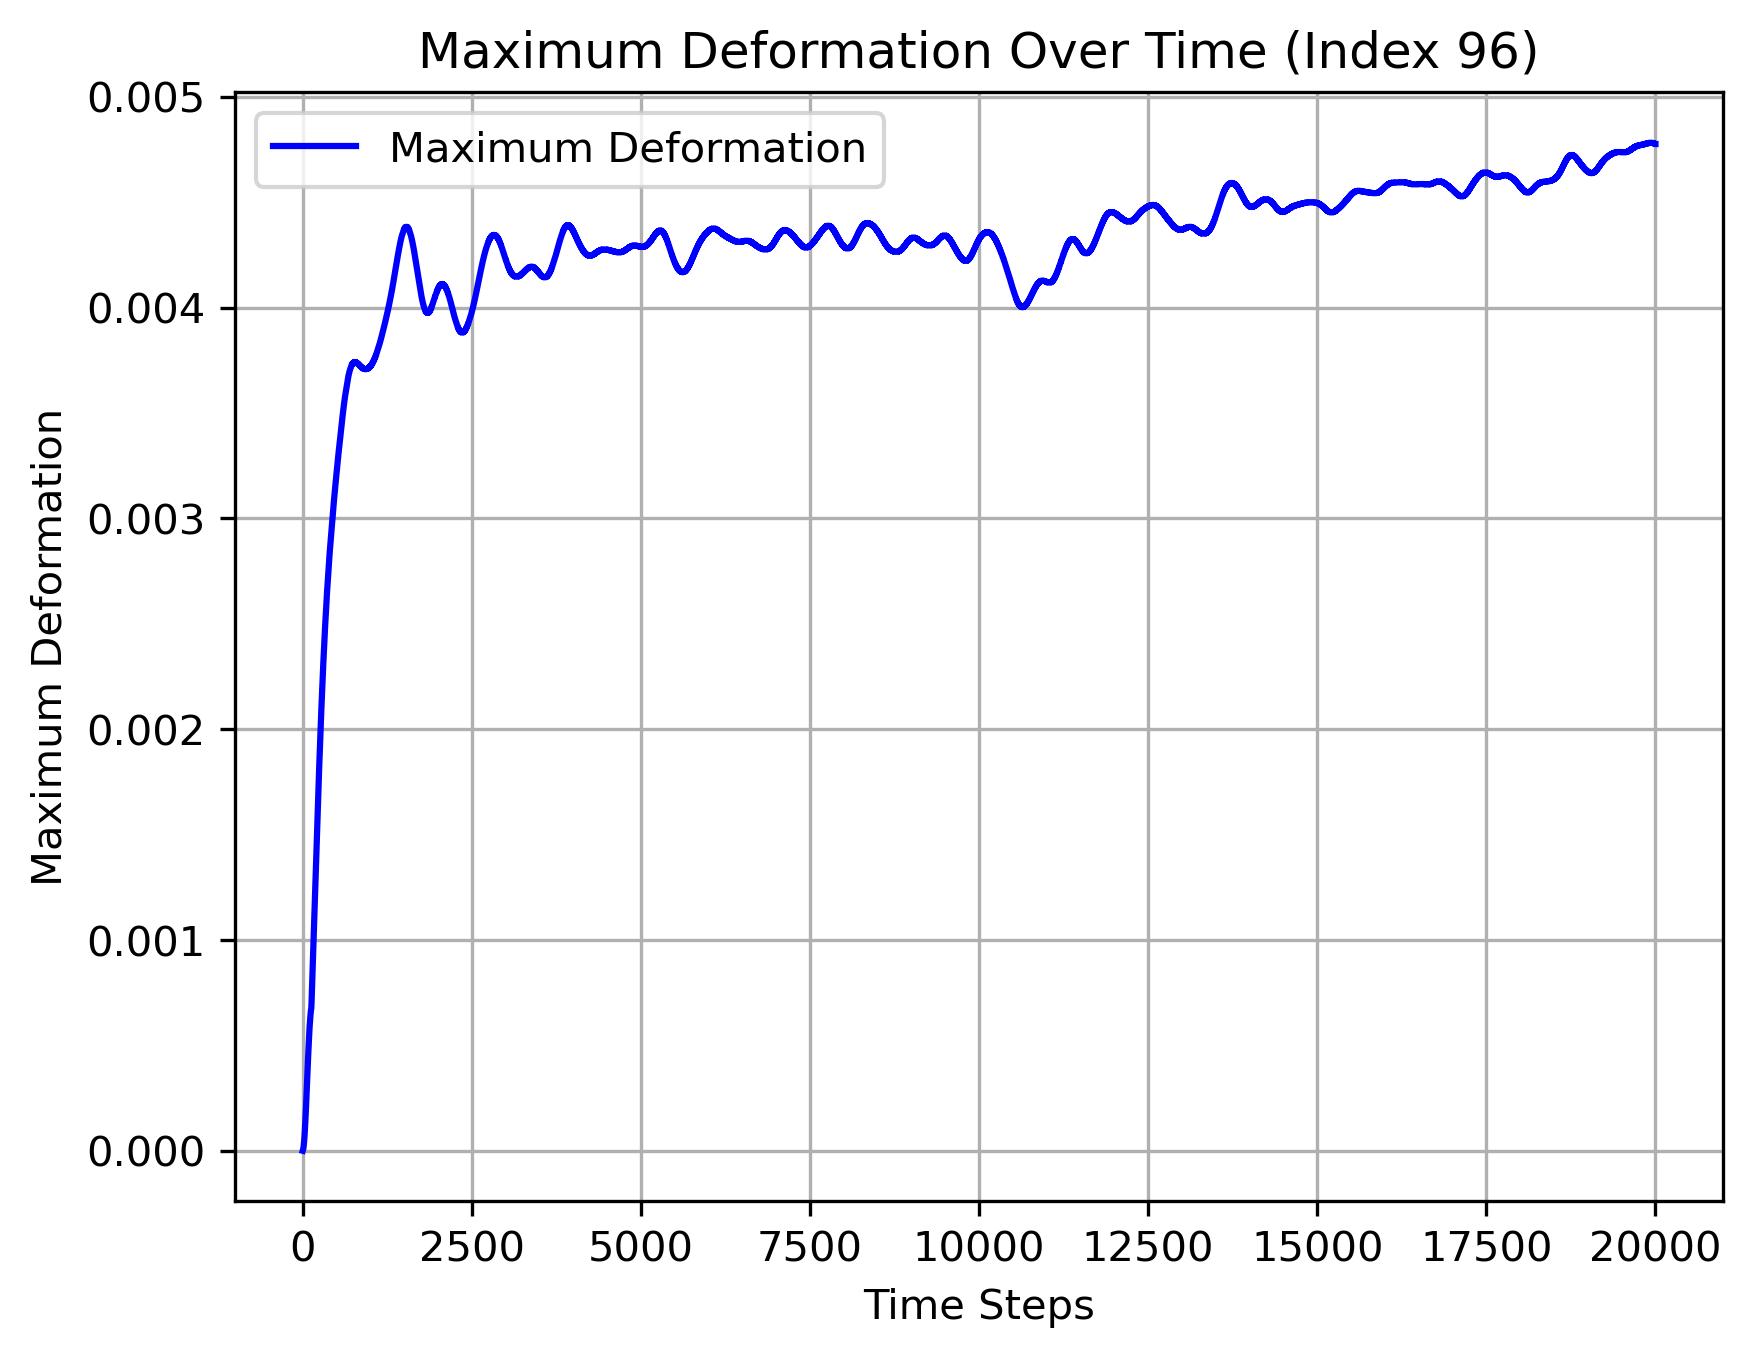 Maximum Deformation Over Time (Index 96)
Maximum Deformation
0.005
0.004
0.003
0.002
0.001
0.000
Maximum Deformation
0 2500 5000 7500 10000 12500 15000 17500 20000
Time Steps